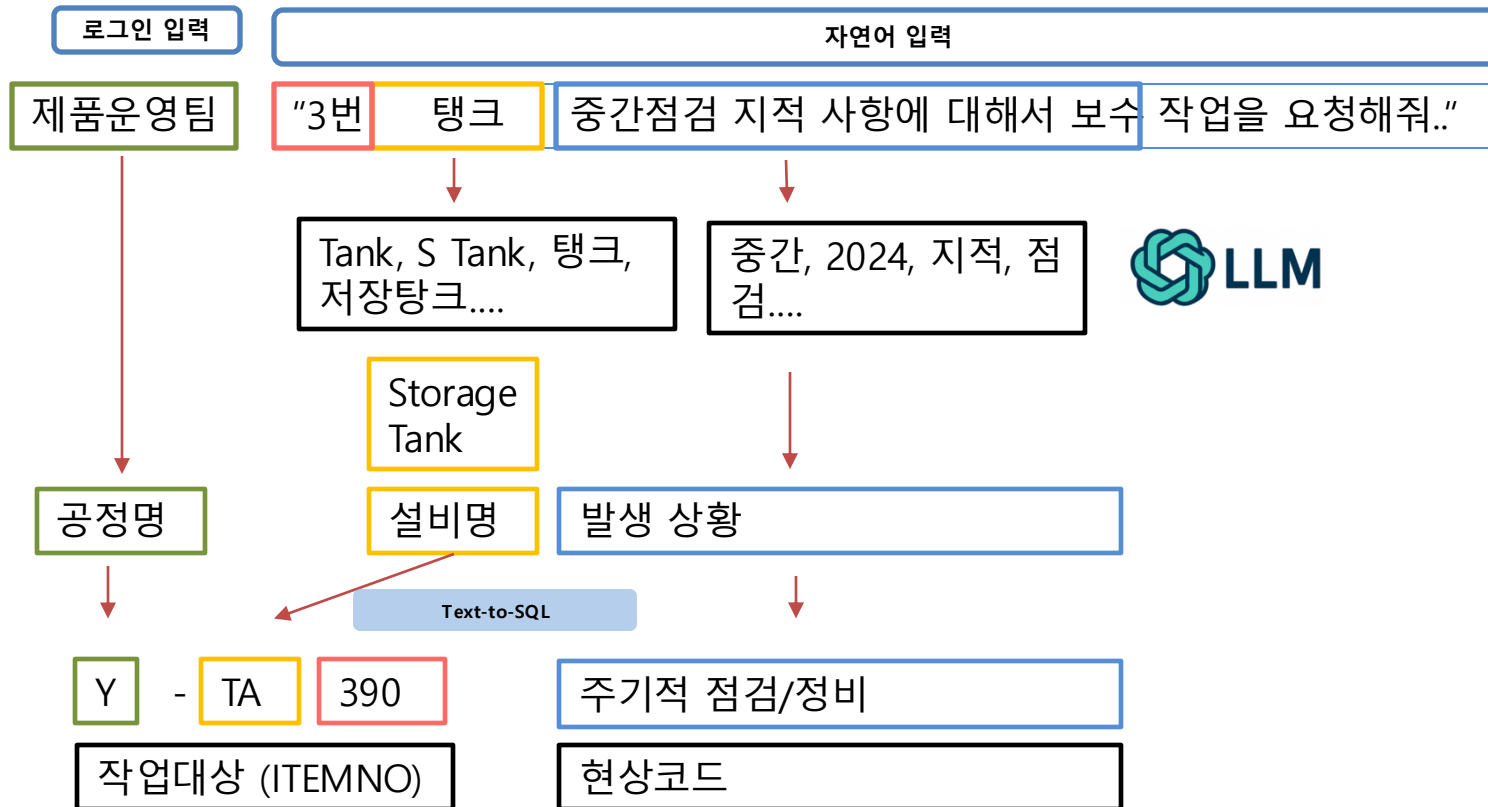 로그인 입력
자연어 입력
제품운영팀
"3번 탱크 중간점검 지적 사항에 대해서 보수 작업을 요청해줘.."
Tank, S Tank, 탱크,
저장탕크....
중간, 2024, 지적, 점
검....
LLM
Storage
Tank
공정명
설비명
발생 상황
Text-to-SQL
Y - TA 390
주기적 점검/정비
작업대상 (ITEMNO)
현상코드